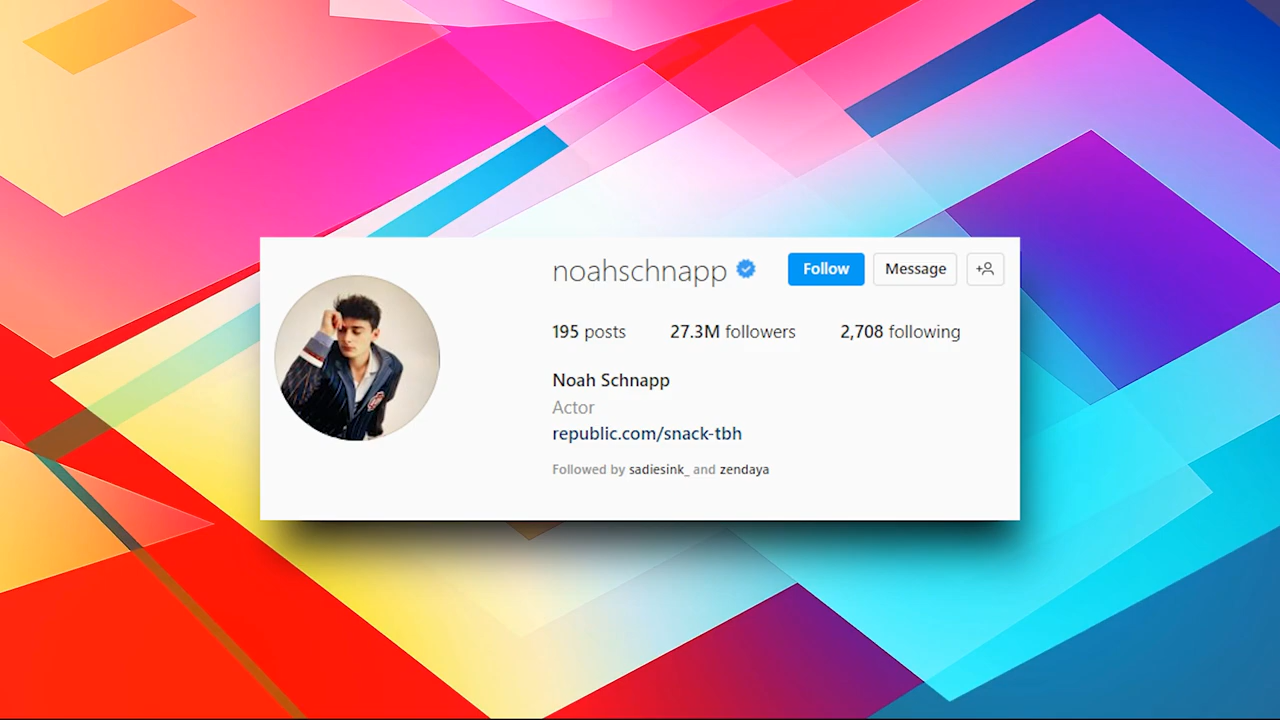 noahschnapp Follow Message
195 posts 27.3M followers 2,708 following
Noah Schnapp
Actor
republic.com/snack-tbh
Followed by sadiesink_ and zendaya